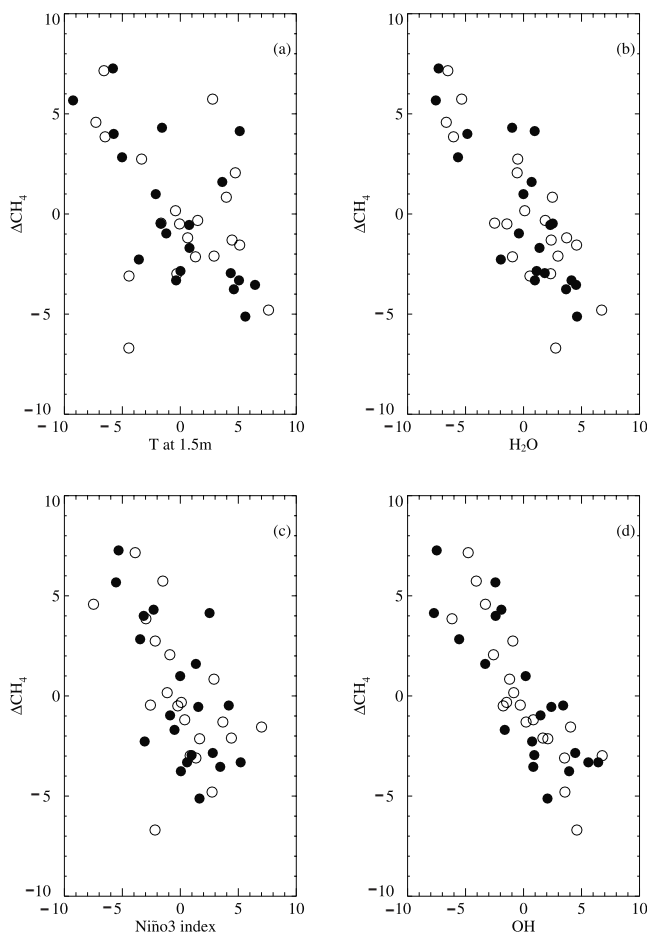 10
(a)
5
ΔCH₄
0
−5
−10
−10 −5 0 5 10
T at 1.5m
10
(b)
5
ΔCH₄
0
−5
−10
−10 −5 0 5 10
H₂O
10
(c)
5
ΔCH₄
0
−5
−10
−10 −5 0 5 10
Niño3 index
10
(d)
5
ΔCH₄
0
−5
−10
−10 −5 0 5 10
OH